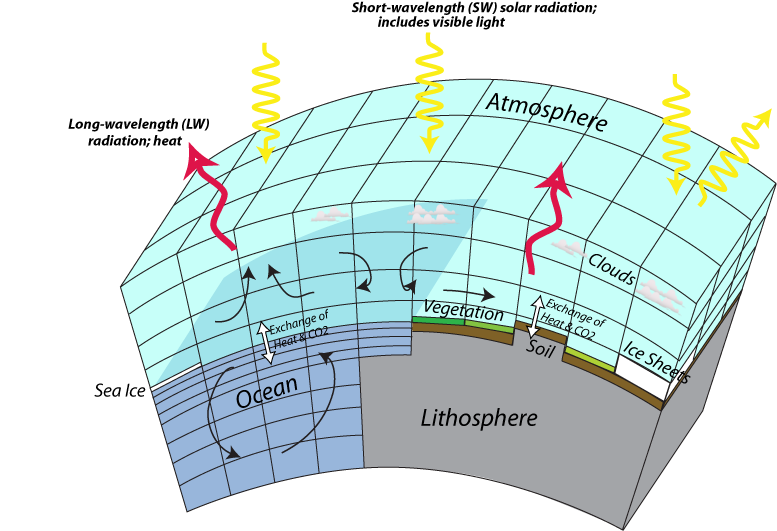 Short-wavelength (SW) solar radiation;
includes visible light
Atmosphere
Long-wavelength (LW)
radiation; heat
Clouds
Vegetation
Exchange of
Heat & CO2
Exchange of
Heat & CO2
Soil
Ice Sheets
Sea Ice
Ocean
Lithosphere